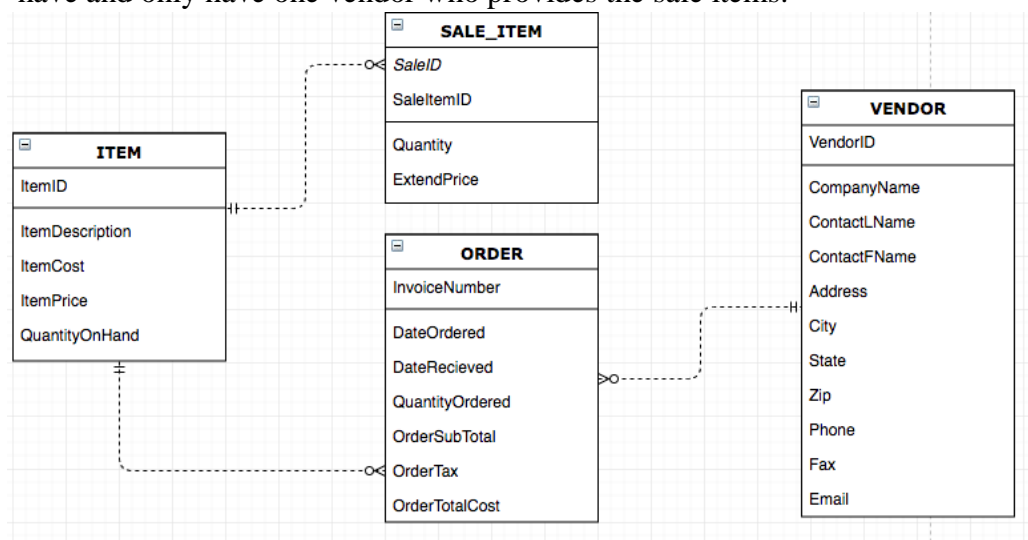 have and only have one vendor who provides the sale items.
SALE_ITEM
SaleID
SaleItemID
Quantity
ExtendPrice
ITEM
ItemID
ItemDescription
ItemCost
ItemPrice
QuantityOnHand
ORDER
InvoiceNumber
DateOrdered
DateRecieved
QuantityOrdered
OrderSubTotal
OrderTax
OrderTotalCost
VENDOR
VendorID
CompanyName
ContactLName
ContactFName
Address
City
State
Zip
Phone
Fax
Email